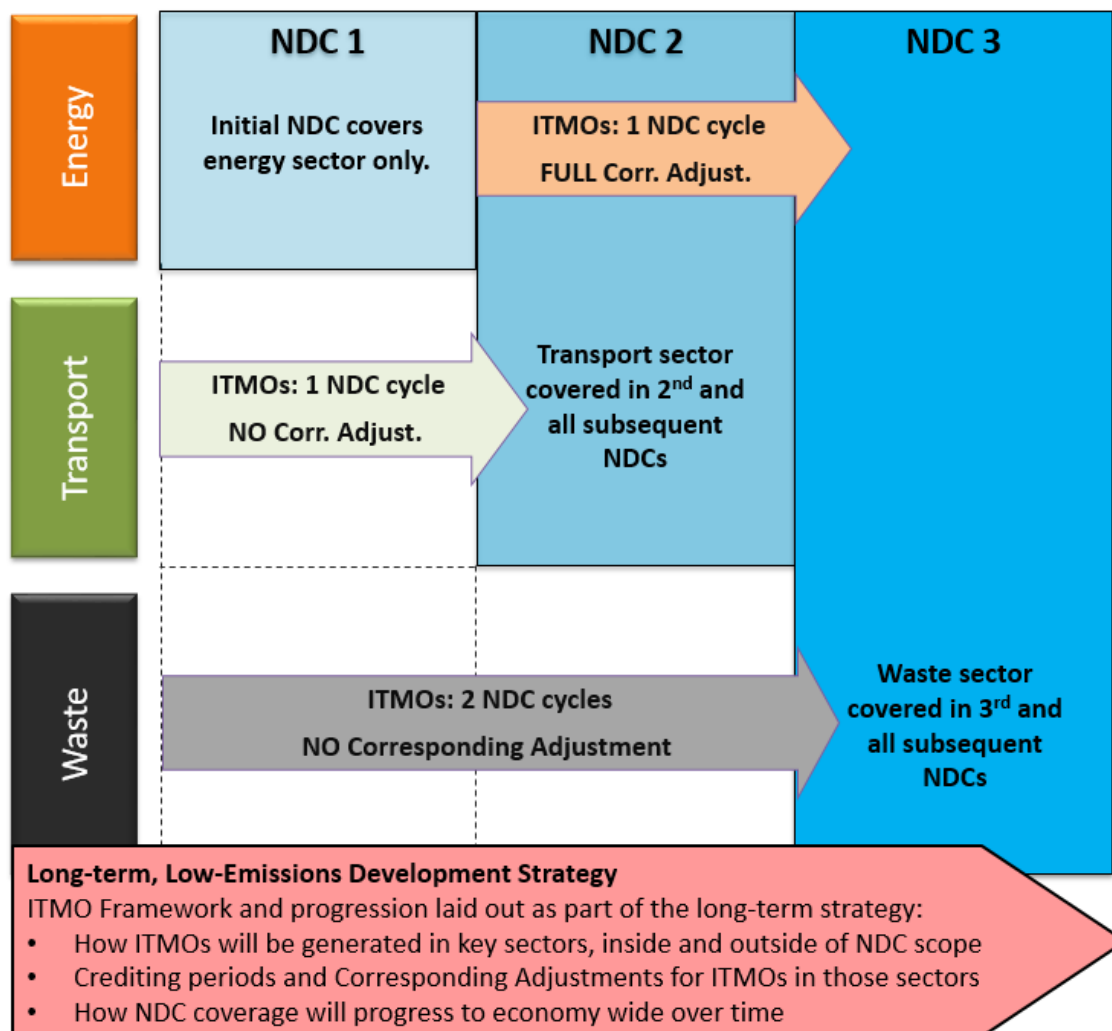 NDC 1
NDC 2
NDC 3
Energy
Initial NDC covers
energy sector only.
ITMOs: 1 NDC cycle
FULL Corr. Adjust.
Transport
ITMOs: 1 NDC cycle
NO Corr. Adjust.
Transport sector
covered in 2nd and
all subsequent
NDCs
Waste
ITMOs: 2 NDC cycles
NO Corresponding Adjustment
Waste sector
covered in 3rd and
all subsequent
NDCs
Long-term, Low-Emissions Development Strategy
ITMO Framework and progression laid out as part of the long-term strategy:
• How ITMOs will be generated in key sectors, inside and outside of NDC scope
• Crediting periods and Corresponding Adjustments for ITMOs in those sectors
• How NDC coverage will progress to economy wide over time